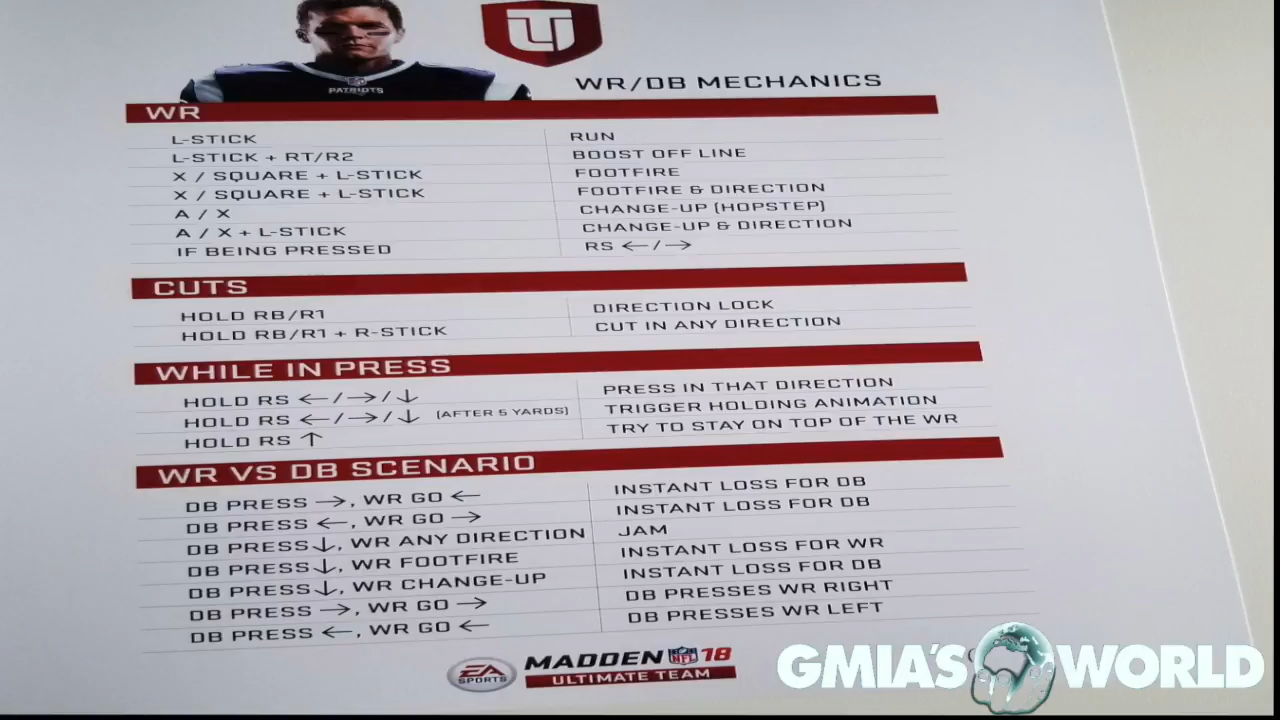 PATRIOTS
UT
WR/DB MECHANICS
WR
L-STICK RUN
L-STICK + RT/R2 BOOST OFF LINE
X / SQUARE + L-STICK FOOTFIRE
X / SQUARE + L-STICK FOOTFIRE & DIRECTION
A / X CHANGE-UP (HOPSTEP)
A / X + L-STICK CHANGE-UP & DIRECTION
IF BEING PRESSED RS ← / →
CUTS
HOLD RB/R1 DIRECTION LOCK
HOLD RB/R1 + R-STICK CUT IN ANY DIRECTION
WHILE IN PRESS
HOLD RS ← / → / ↓ PRESS IN THAT DIRECTION
HOLD RS ← / → / ↓ (AFTER 5 YARDS) TRIGGER HOLDING ANIMATION
HOLD RS ↑ TRY TO STAY ON TOP OF THE WR
WR VS DB SCENARIO
DB PRESS →, WR GO ← INSTANT LOSS FOR DB
DB PRESS ←, WR GO → INSTANT LOSS FOR DB
DB PRESS ↓, WR ANY DIRECTION JAM
DB PRESS ↓, WR FOOTFIRE INSTANT LOSS FOR WR
DB PRESS ↓, WR CHANGE-UP INSTANT LOSS FOR DB
DB PRESS →, WR GO → DB PRESSES WR RIGHT
DB PRESS ←, WR GO ← DB PRESSES WR LEFT
EA SPORTS MADDEN NFL 18
ULTIMATE TEAM
GMIA'S WORLD